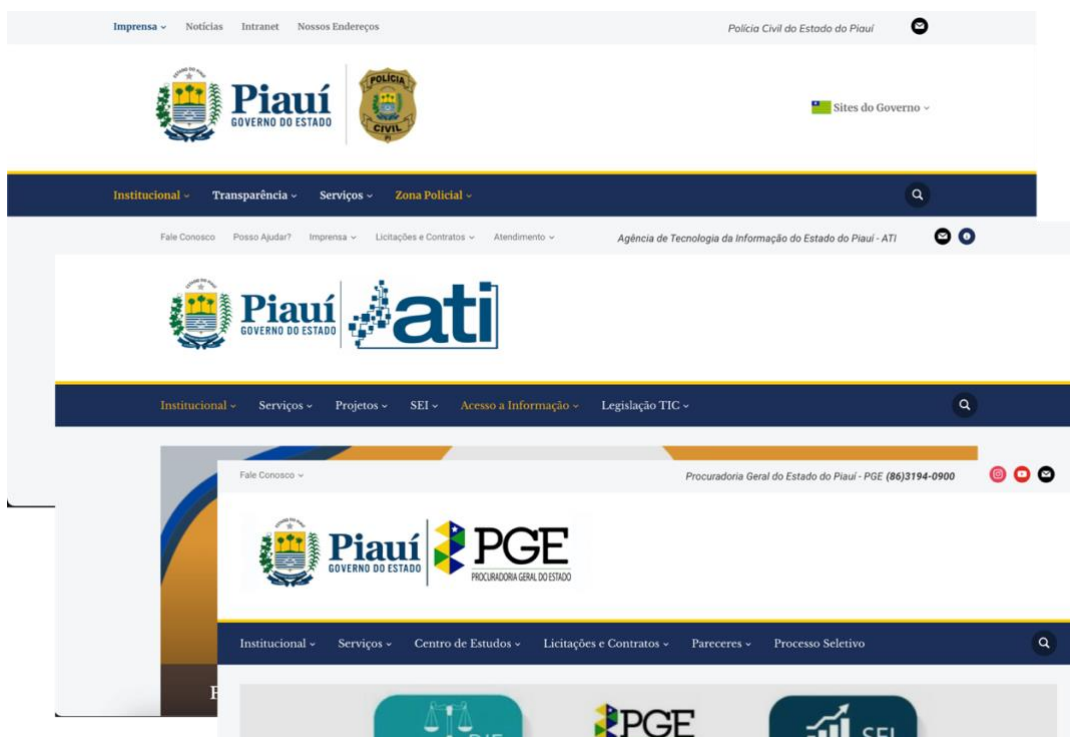 Imprensa Notícias Intranet Nossos Endereços Polícia Civil do Estado do Piauí
Piauí
GOVERNO DO ESTADO
POLÍCIA
CIVIL
PI
Sites do Governo
Institucional Transparência Serviços Zona Policial
Fale Conosco Posso Ajudar? Imprensa Licitações e Contratos Atendimento Agência de Tecnologia da Informação do Estado do Piauí - ATI
Piauí
GOVERNO DO ESTADO
ati
Institucional Serviços Projetos SEI Acesso a Informação Legislação TIC
Fale Conosco Procuradoria Geral do Estado do Piauí - PGE (86)3194-0900
Piauí
GOVERNO DO ESTADO
PGE
PROCURADORIA GERAL DO ESTADO
Institucional Serviços Centro de Estudos Licitações e Contratos Pareceres Processo Seletivo
PGE
SEI